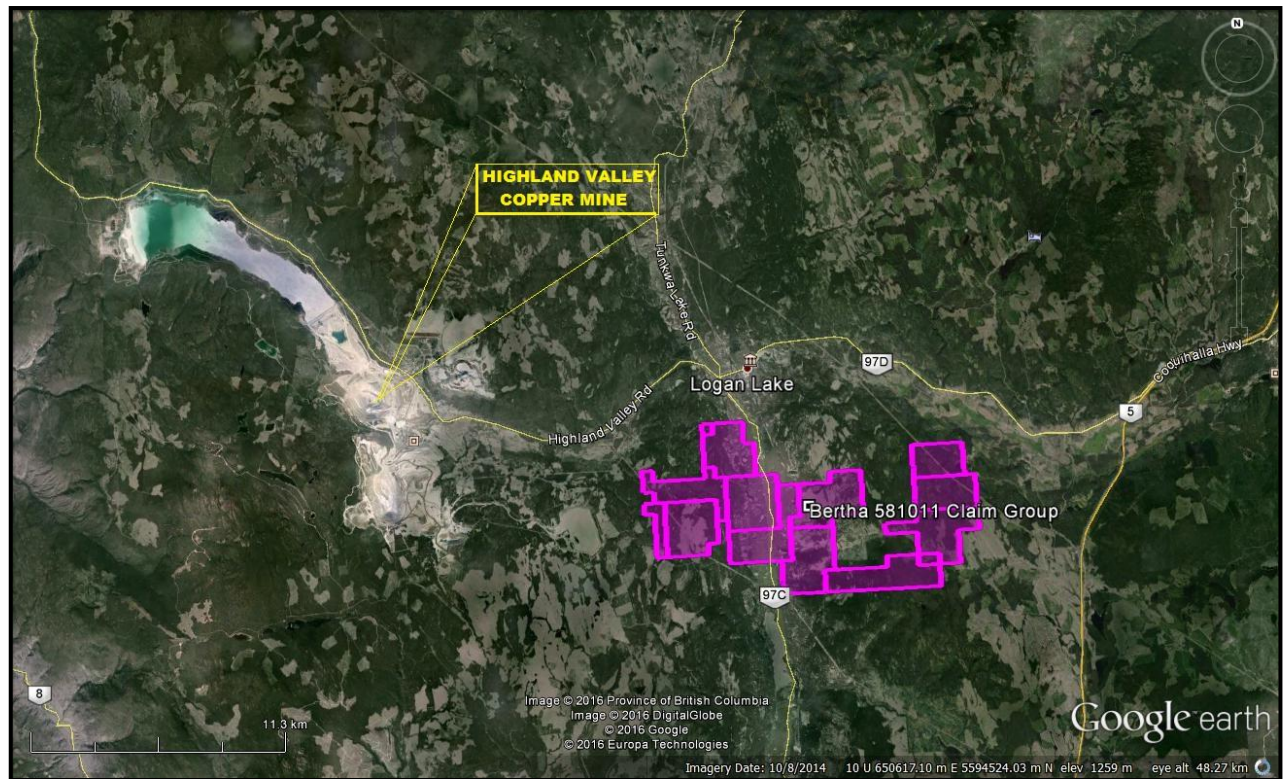 N
HIGHLAND VALLEY
COPPER MINE
Tunkwa Lake Rd
97D
Coquihalla Hwy
Logan Lake
5
Highland Valley Rd
Bertha 581011 Claim Group
97C
8
11.3 km
Image © 2016 Province of British Columbia
Image © 2016 DigitalGlobe
© 2016 Google
© 2016 Europa Technologies
Google earth
Imagery Date: 10/8/2014 10 U 650617.10 m E 5594524.03 m N elev 1259 m eye alt 48.27 km